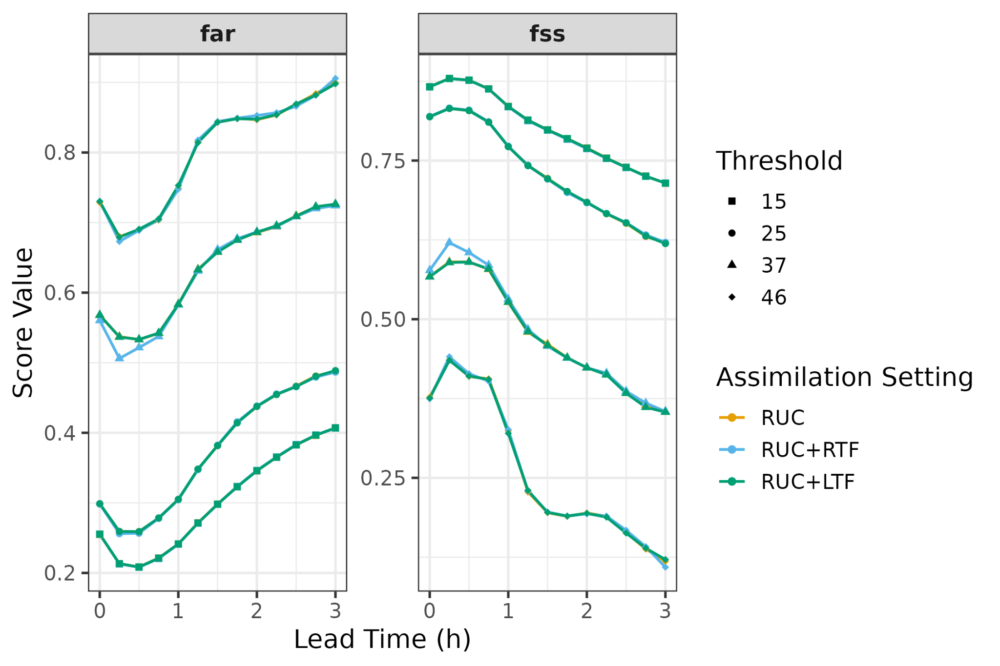 far
fss
Score Value
0.8
0.6
0.4
0.2
0.75
0.50
0.25
0 1 2 3
0 1 2 3
Lead Time (h)
Threshold
15
25
37
46
Assimilation Setting
RUC
RUC+RTF
RUC+LTF